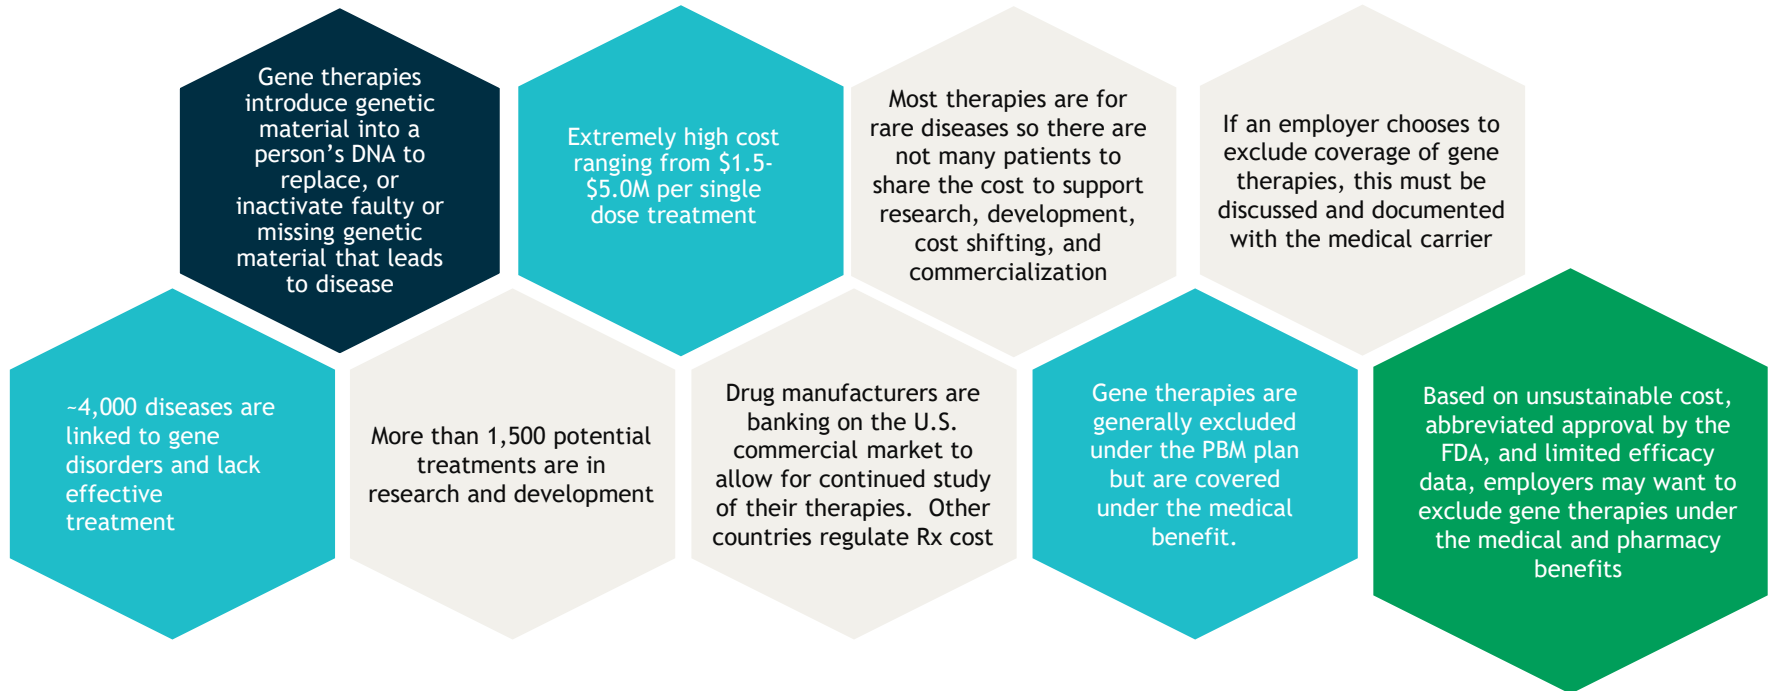 Gene therapies
introduce genetic
material into a
person’s DNA to
replace, or
inactivate faulty or
missing genetic
material that leads
to disease
Extremely high cost
ranging from $1.5-
$5.0M per single
dose treatment
Most therapies are for
rare diseases so there are
not many patients to
share the cost to support
research, development,
cost shifting, and
commercialization
If an employer chooses to
exclude coverage of gene
therapies, this must be
discussed and documented
with the medical carrier
~4,000 diseases are
linked to gene
disorders and lack
effective
treatment
More than 1,500 potential
treatments are in
research and development
Drug manufacturers are
banking on the U.S.
commercial market to
allow for continued study
of their therapies.  Other
countries regulate Rx cost
Gene therapies are
generally excluded
under the PBM plan
but are covered
under the medical
benefit.
Based on unsustainable cost,
abbreviated approval by the
FDA, and limited efficacy
data, employers may want to
exclude gene therapies under
the medical and pharmacy
benefits